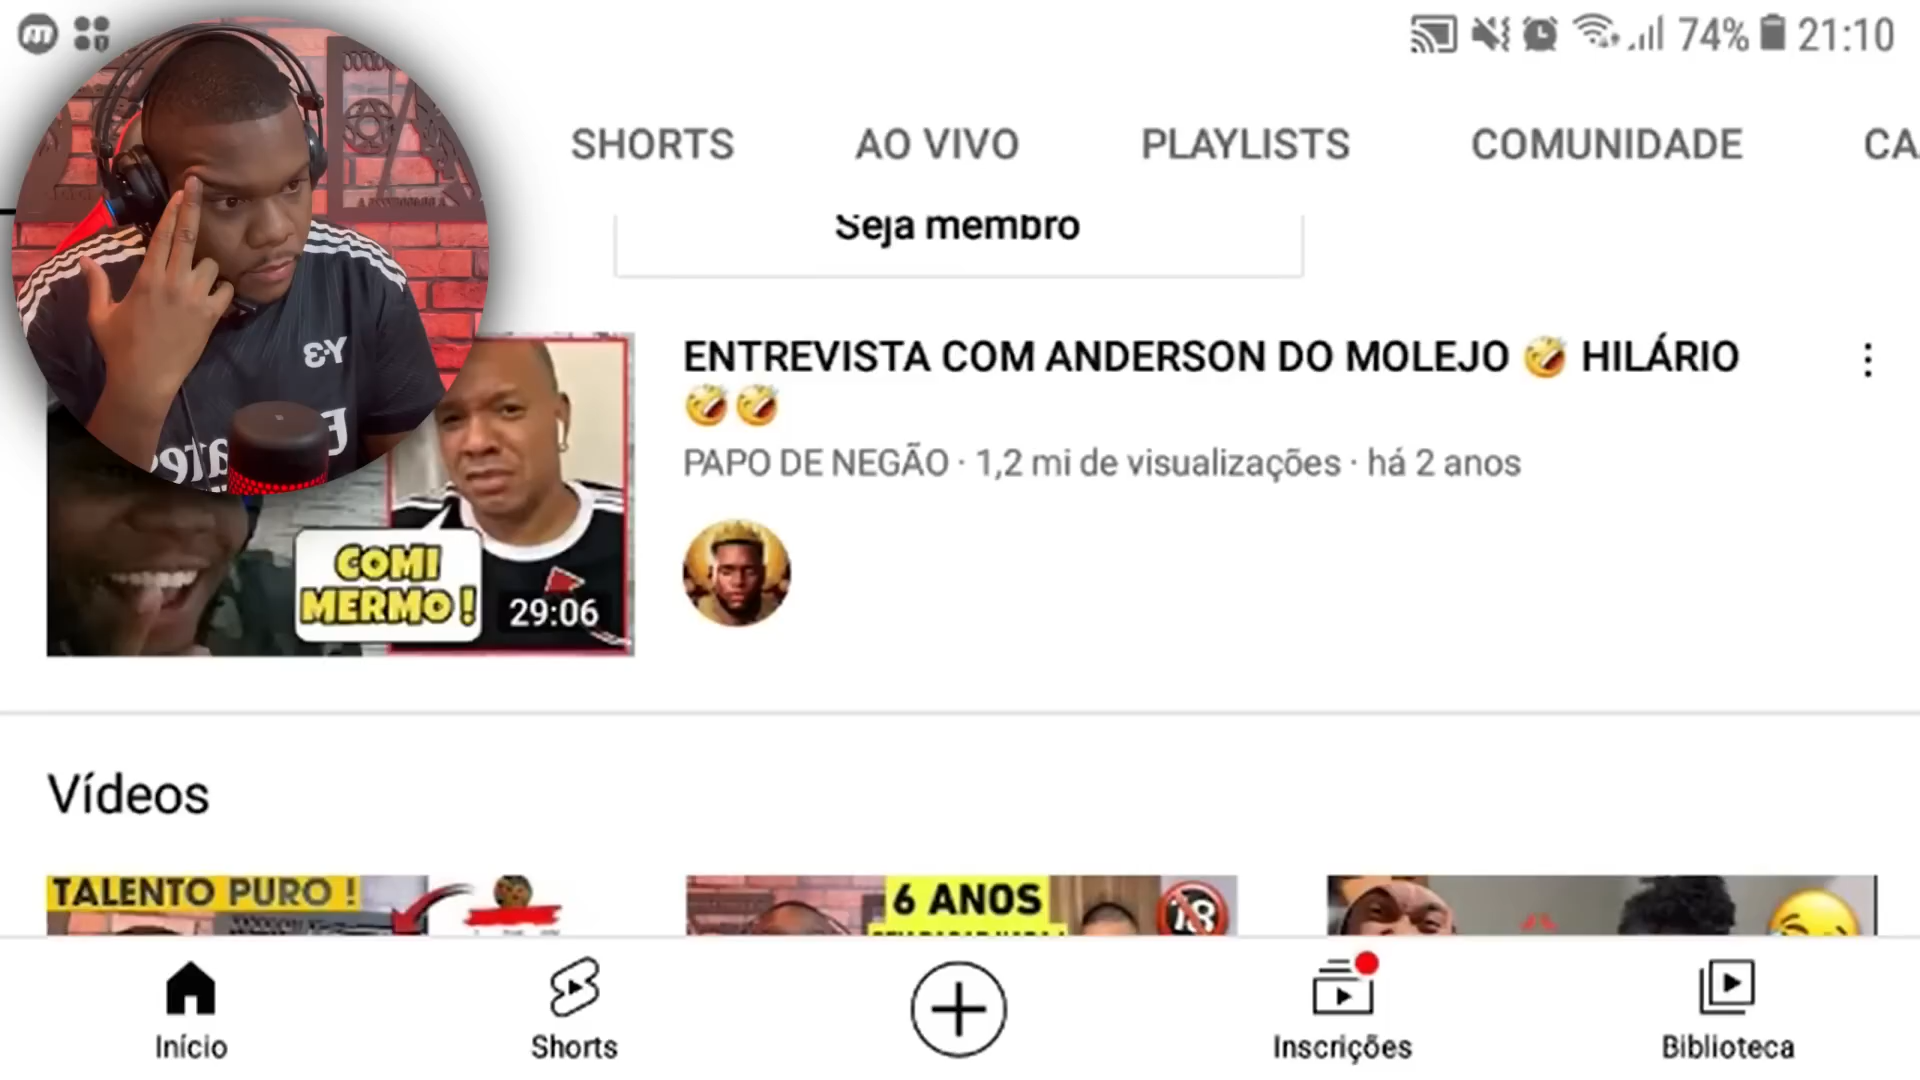 74% 21:10
SHORTS AO VIVO PLAYLISTS COMUNIDADE CA
Seja membro
ENTREVISTA COM ANDERSON DO MOLEJO 🤣 HILÁRIO
🤣🤣
PAPO DE NEGÃO · 1,2 mi de visualizações · há 2 anos
Y-3
COMI
MERMO !
29:06
Vídeos
TALENTO PURO !
6 ANOS
18
Início Shorts Inscrições Biblioteca